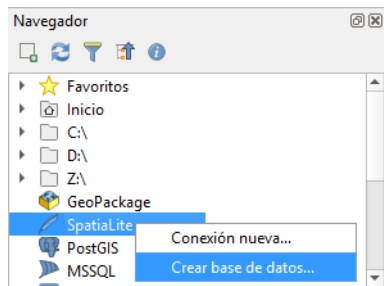 Navegador
Favoritos
Inicio
C:\
D:\
Z:\
GeoPackage
SpatiaLite
Conexión nueva...
PostGIS
MSSQL
Crear base de datos...